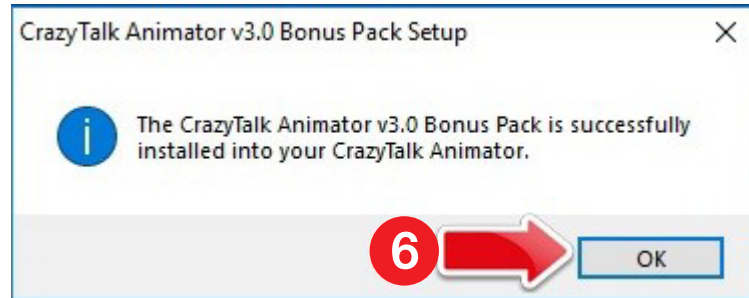 CrazyTalk Animator v3.0 Bonus Pack Setup
The CrazyTalk Animator v3.0 Bonus Pack is successfully
installed into your CrazyTalk Animator.
6
OK